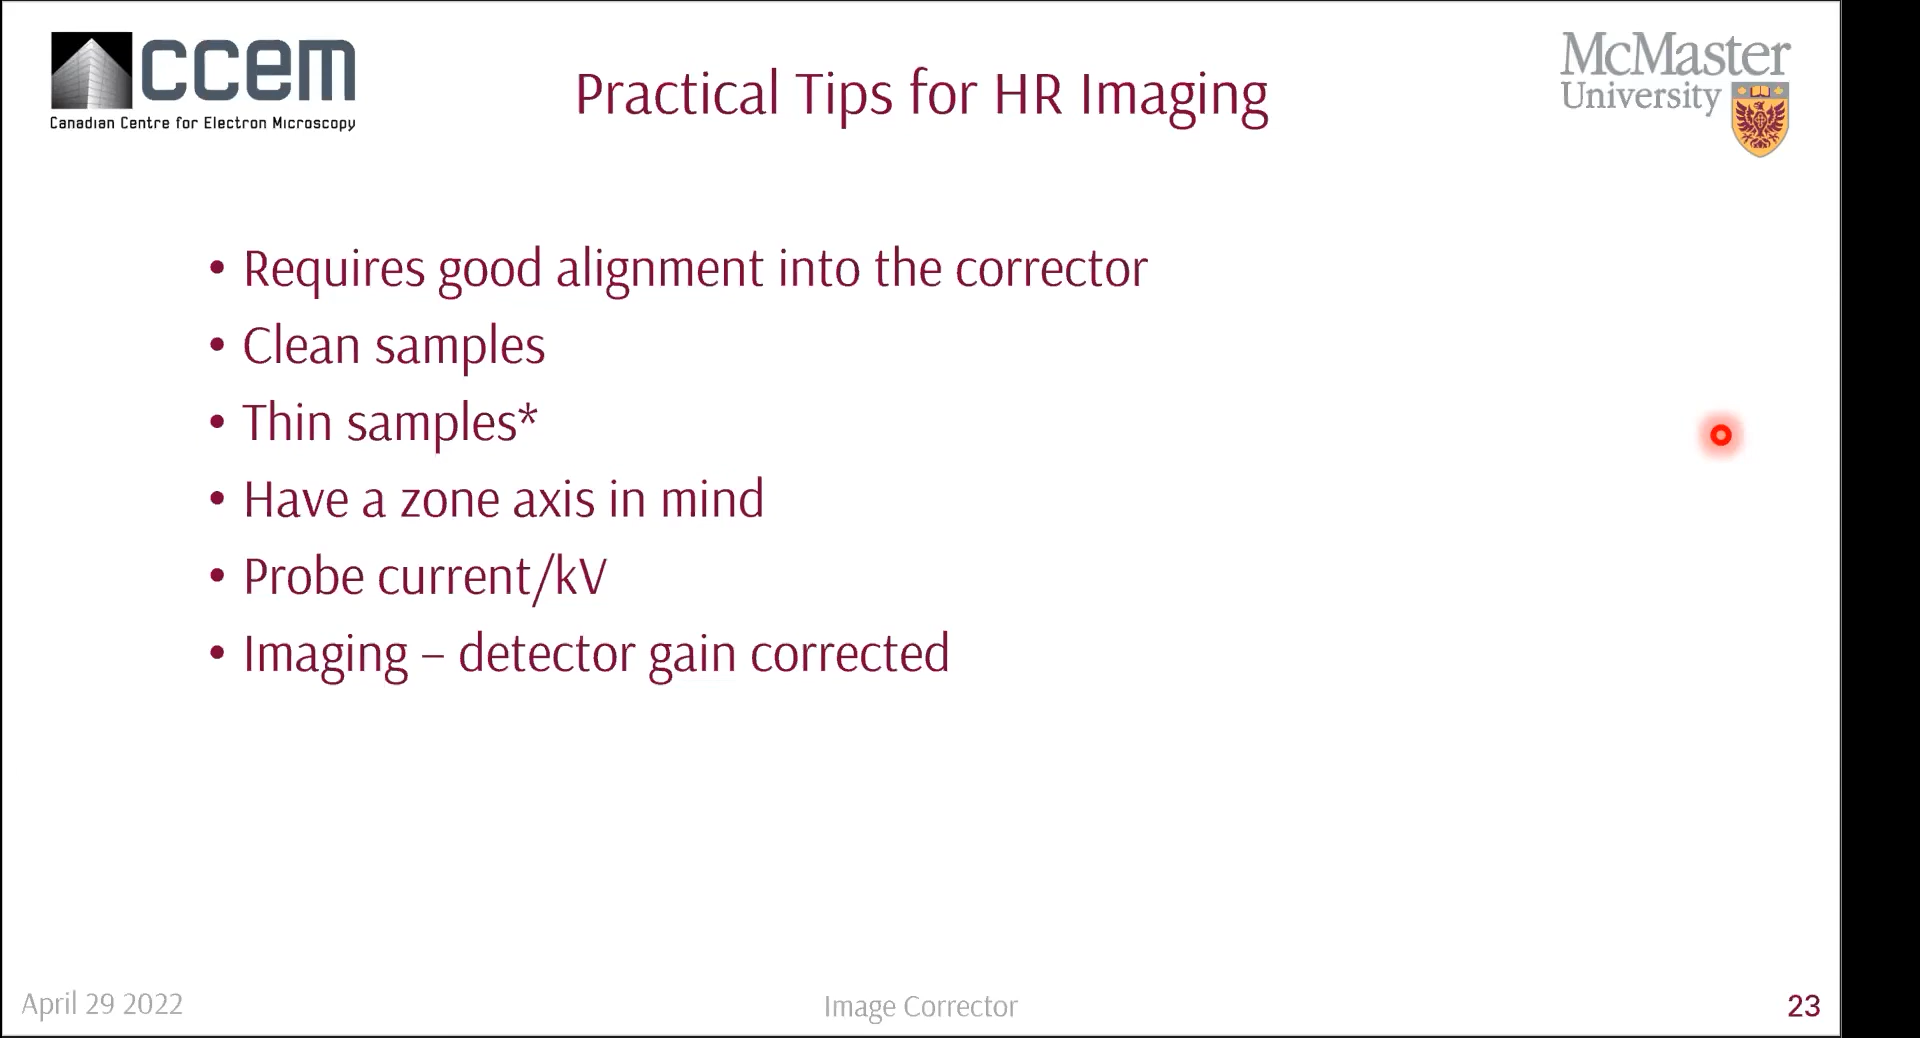 ccem
Canadian Centre for Electron Microscopy
Practical Tips for HR Imaging
McMaster
University
• Requires good alignment into the corrector
• Clean samples
• Thin samples*
• Have a zone axis in mind
• Probe current/kV
• Imaging – detector gain corrected
April 29 2022
Image Corrector
23